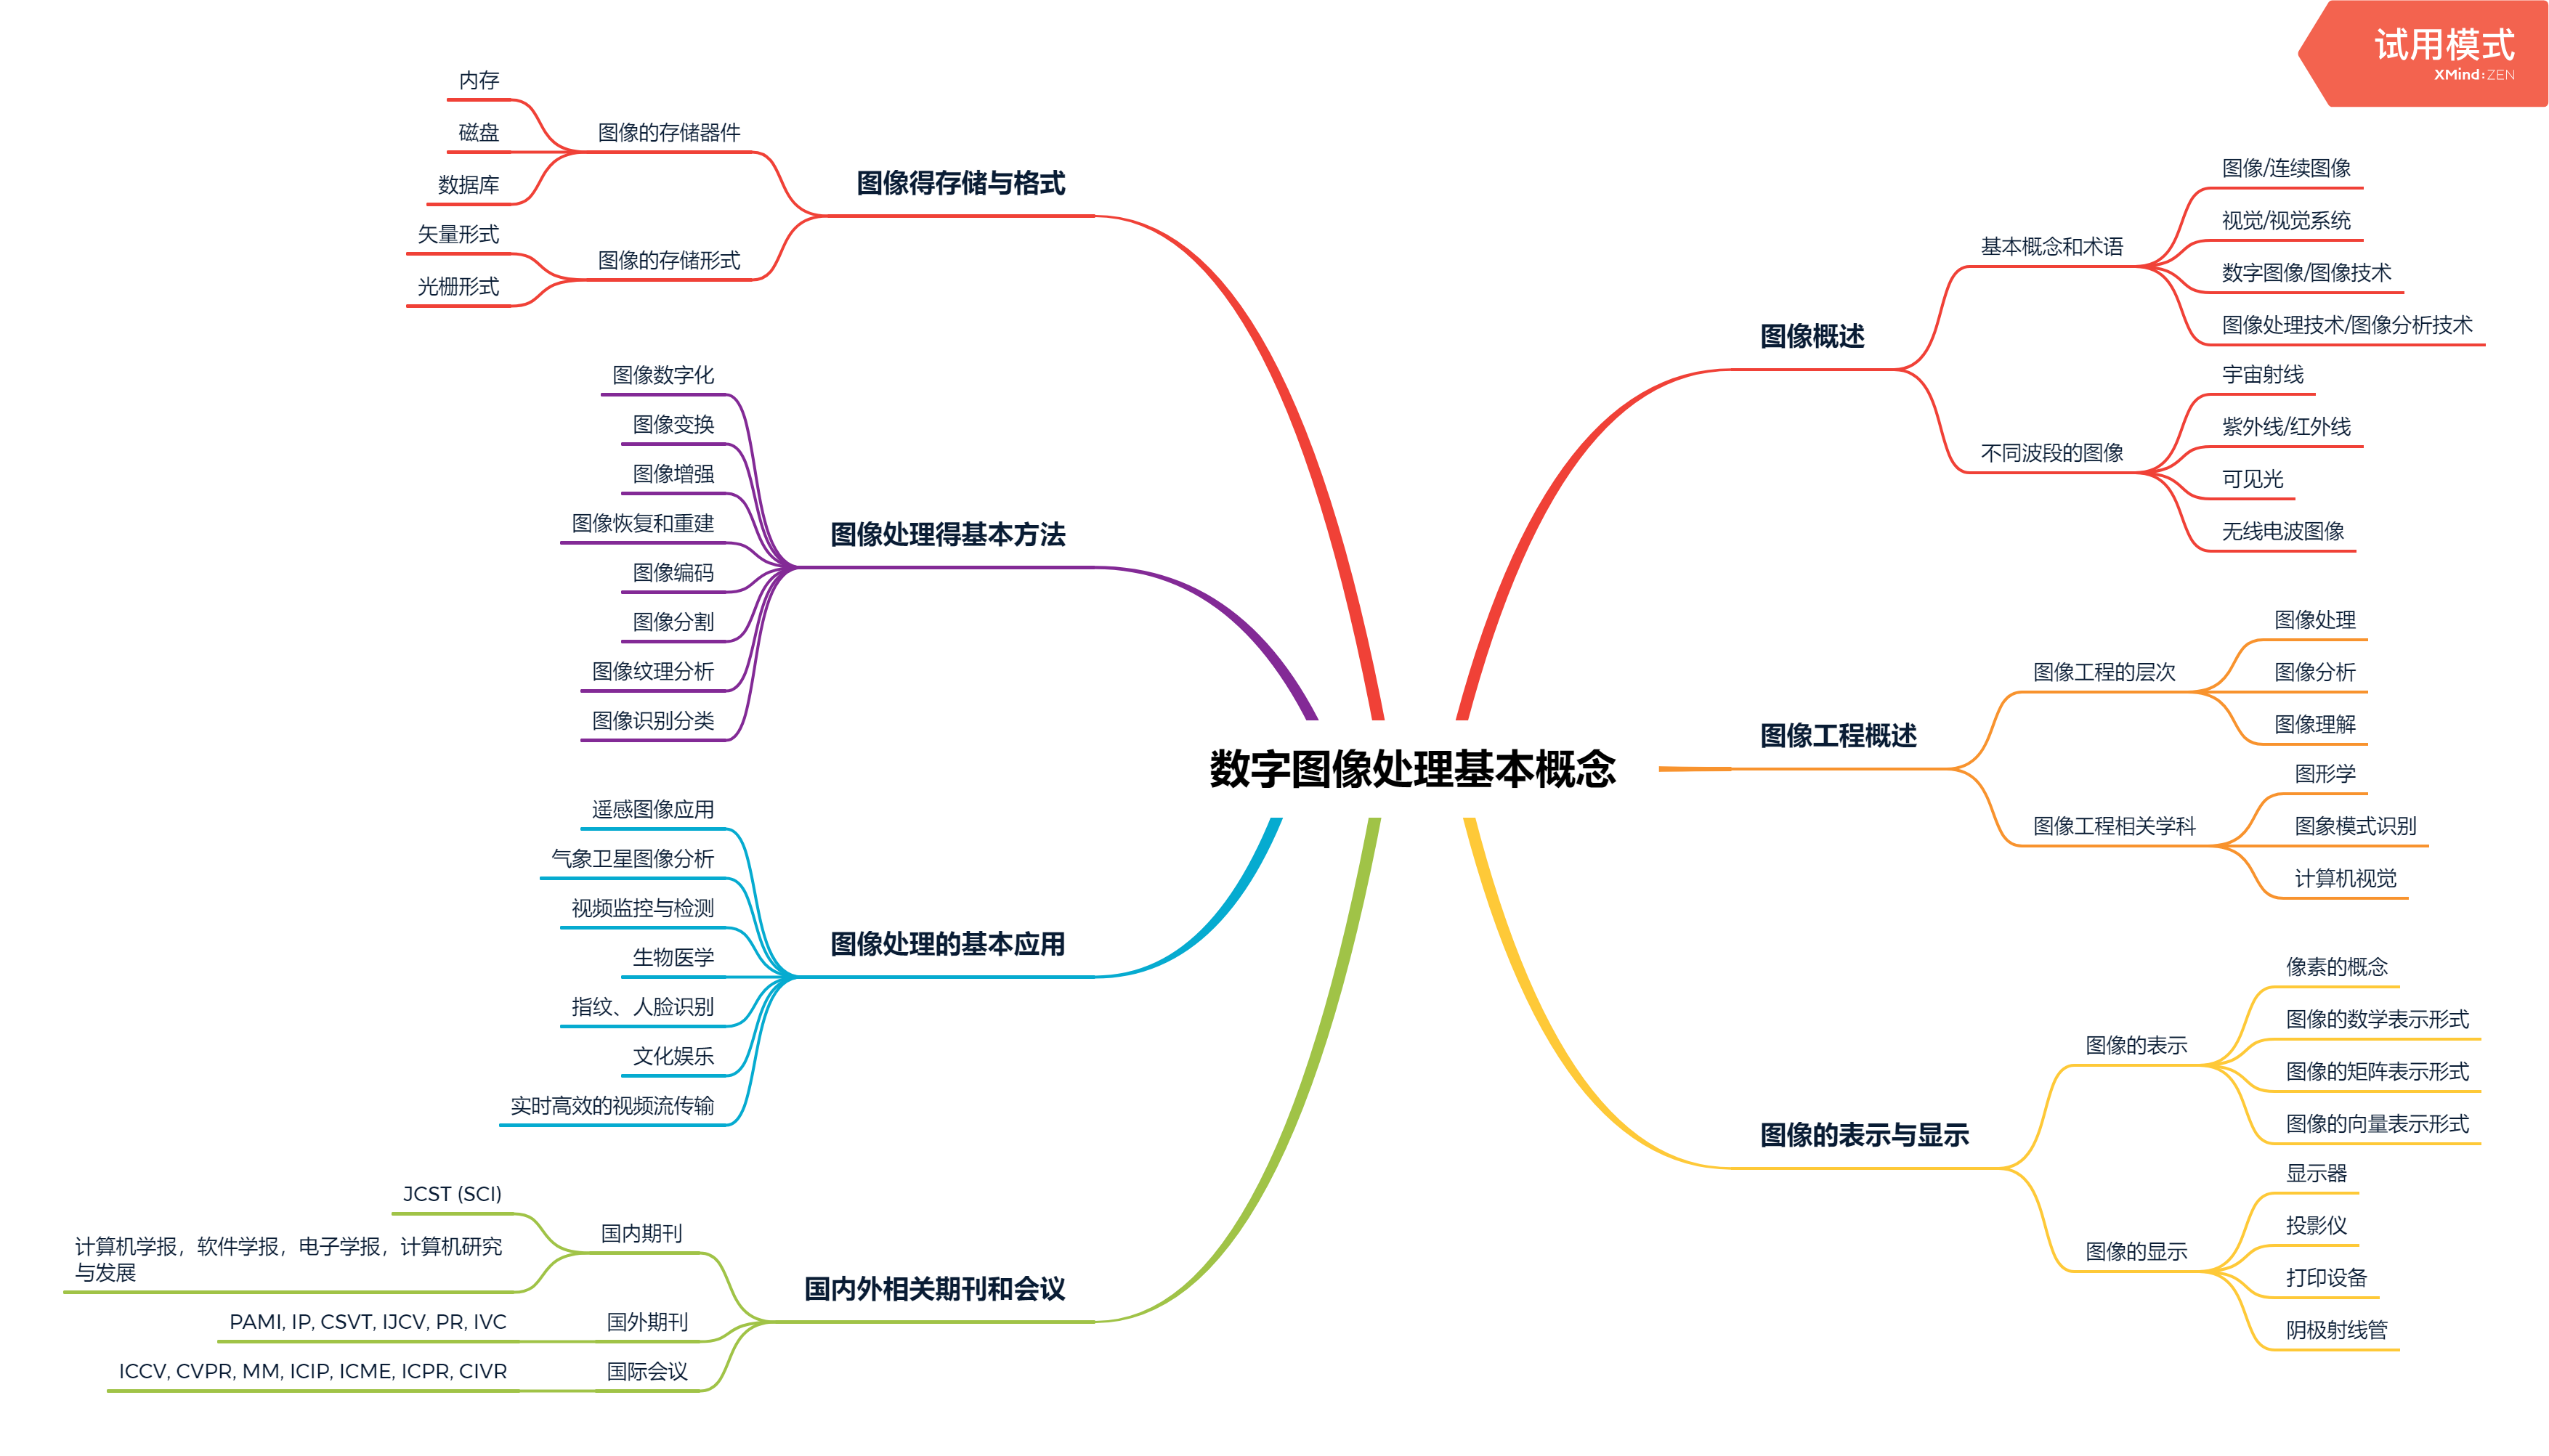 试用模式
XMind:ZEN
数字图像处理基本概念
图像概述
基本概念和术语
图像/连续图像
视觉/视觉系统
数字图像/图像技术
图像处理技术/图像分析技术
不同波段的图像
宇宙射线
紫外线/红外线
可见光
无线电波图像
图像工程概述
图像工程的层次
图像处理
图像分析
图像理解
图像工程相关学科
图形学
图象模式识别
计算机视觉
图像的表示与显示
图像的表示
像素的概念
图像的数学表示形式
图像的矩阵表示形式
图像的向量表示形式
图像的显示
显示器
投影仪
打印设备
阴极射线管
图像得存储与格式
图像的存储器件
内存
磁盘
数据库
图像的存储形式
矢量形式
光栅形式
图像处理得基本方法
图像数字化
图像变换
图像增强
图像恢复和重建
图像编码
图像分割
图像纹理分析
图像识别分类
图像处理的基本应用
遥感图像应用
气象卫星图像分析
视频监控与检测
生物医学
指纹、人脸识别
文化娱乐
实时高效的视频流传输
国内外相关期刊和会议
国内期刊
JCST (SCI)
计算机学报，软件学报，电子学报，计算机研究
与发展
国外期刊
PAMI, IP, CSVT, IJCV, PR, IVC
国际会议
ICCV, CVPR, MM, ICIP, ICME, ICPR, CIVR